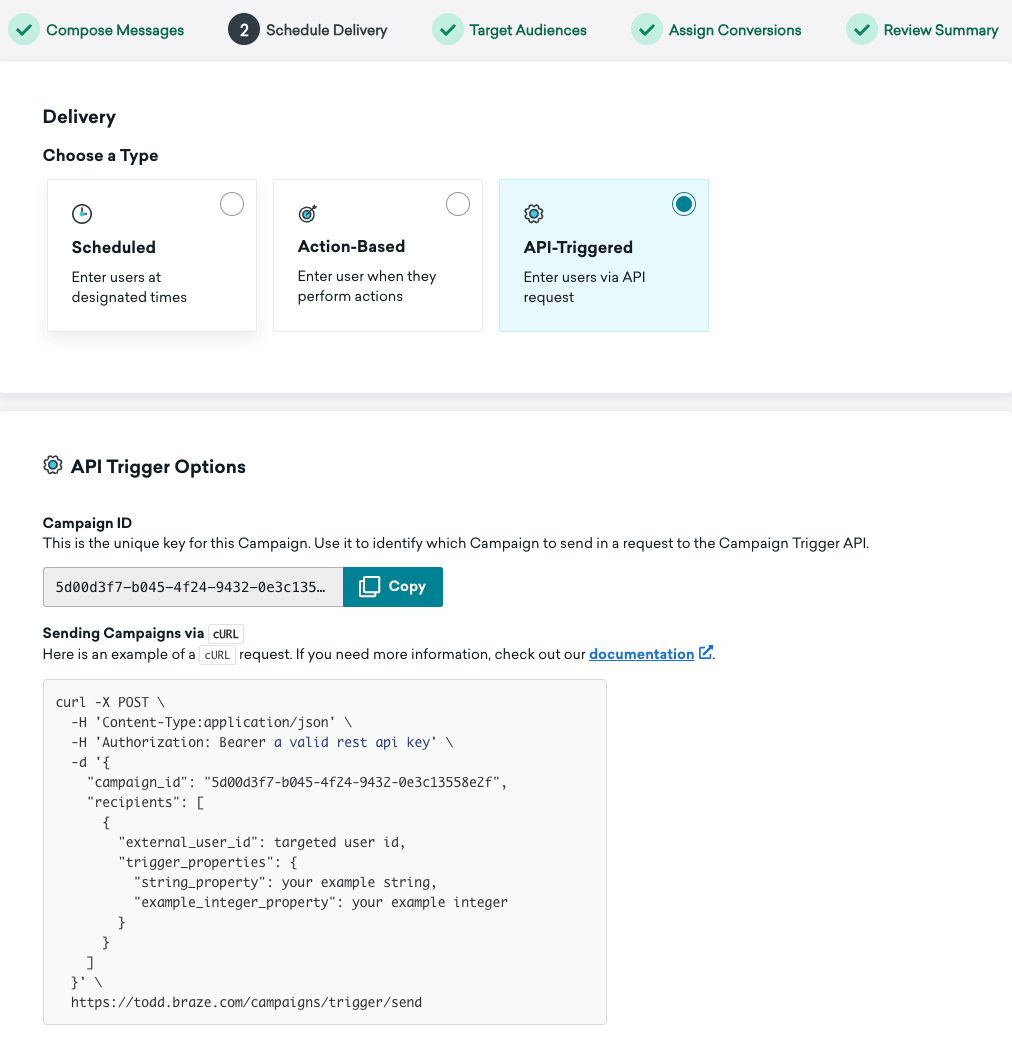 Compose Messages
2 Schedule Delivery
Target Audiences
Assign Conversions
Review Summary
Delivery
Choose a Type
Scheduled
Enter users at
designated times
Action-Based
Enter user when they
perform actions
API-Triggered
Enter users via API
request
API Trigger Options
Campaign ID
This is the unique key for this Campaign. Use it to identify which Campaign to send in a request to the Campaign Trigger API.
5d00d3f7-b045-4f24-9432-0e3c135…
Copy
Sending Campaigns via cURL
Here is an example of a cURL request. If you need more information, check out our documentation.
curl -X POST \
  -H 'Content-Type:application/json' \
  -H 'Authorization: Bearer a valid rest api key' \
  -d '{
    "campaign_id": "5d00d3f7-b045-4f24-9432-0e3c13558e2f",
    "recipients": [
      {
        "external_user_id": targeted user id,
        "trigger_properties": {
          "string_property": your example string,
          "example_integer_property": your example integer
        }
      }
    ]
  }' \
  https://todd.braze.com/campaigns/trigger/send